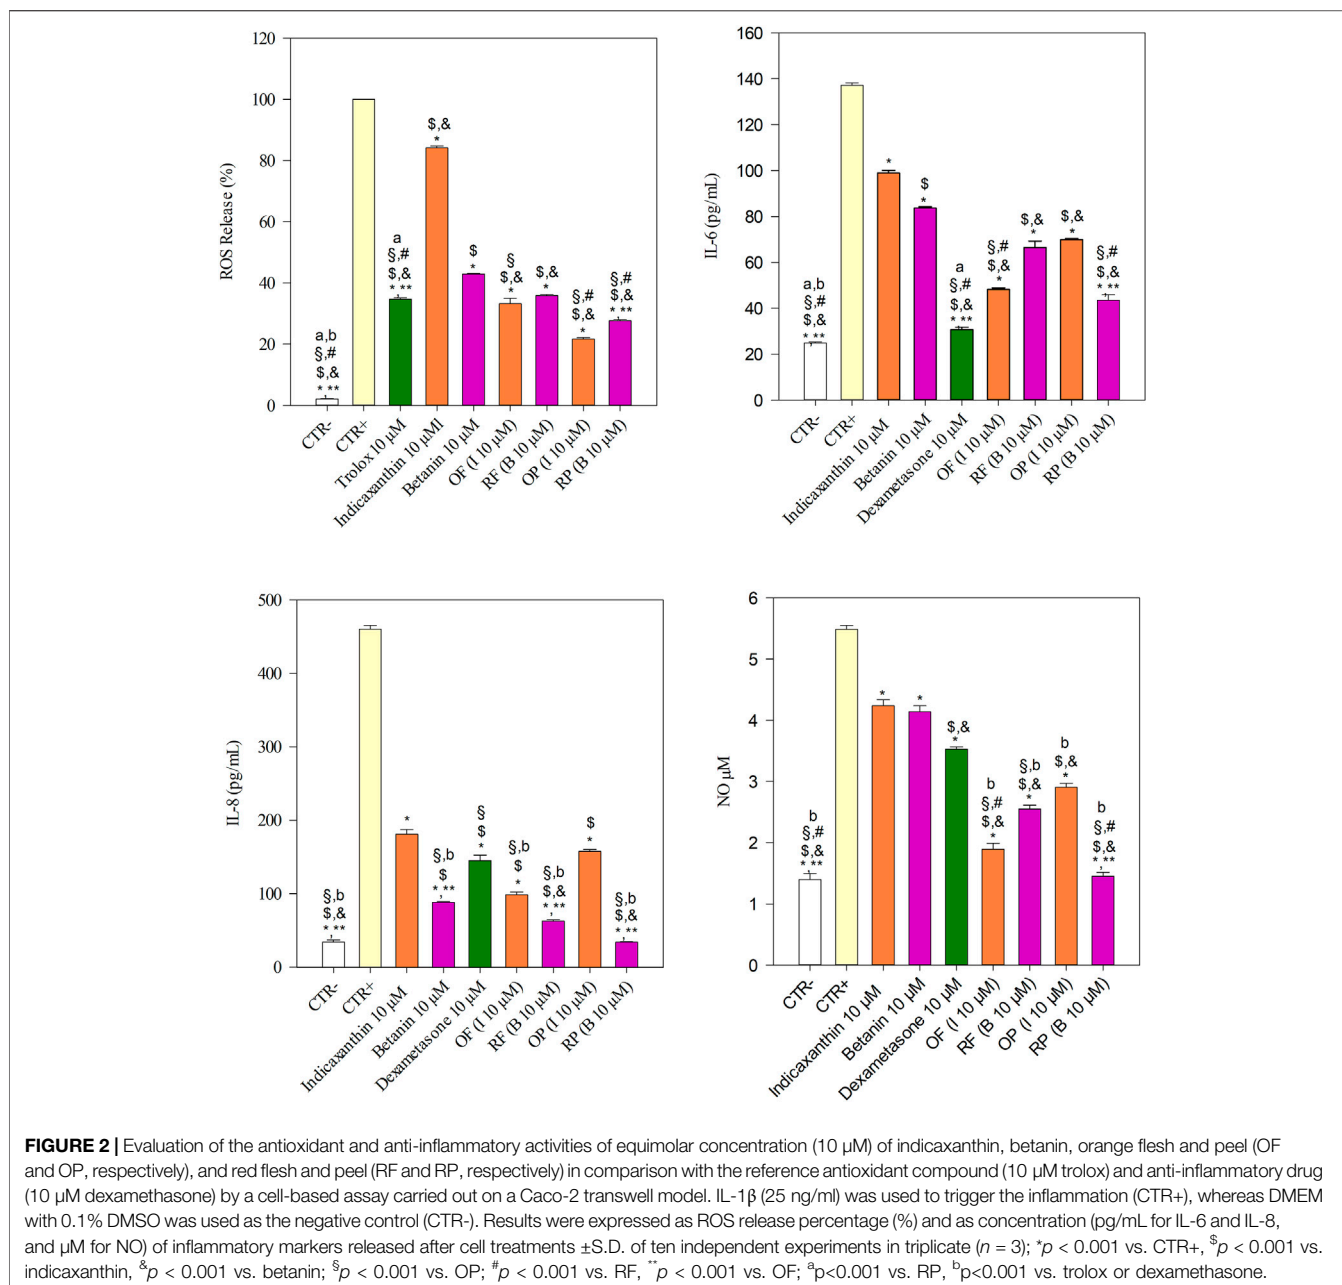 120
100
80
60
40
20
0
ROS Release (%)
a,b
§,#
$,&
*,**
a
§,#
$,&
*,**
$,&
*
$
*
§
$,&
*
$,&
*
§,#
$,&
*
§,#
$,&
*,**
CTR-
CTR+
Trolox 10 µM
Indicaxanthin 10 µMl
Betanin 10 µM
OF (I 10 µM)
RF (B 10 µM)
OP (I 10 µM)
RP (B 10 µM)
160
140
120
100
80
60
40
20
0
IL-6 (pg/mL)
a,b
§,#
$,&
*,**
*
$
*
a
§,#
$,&
*,**
§,#
$,&
*
$,&
*
$,&
*
§,#
$,&
*,**
CTR-
CTR+
Indicaxanthin 10 µM
Betanin 10 µM
Dexametasone 10 µM
OF (I 10 µM)
RF (B 10 µM)
OP (I 10 µM)
RP (B 10 µM)
500
400
300
200
100
0
IL-8 (pg/mL)
§,b
$,&
*,**
*
§,b
$
*,**
§
$
*
§,b
$
*
§,b
$,&
*,**
$
*
§,b
$,&
*,**
CTR-
CTR+
Indicaxanthin 10 µM
Betanin 10 µM
Dexametasone 10 µM
OF (I 10 µM)
RF (B 10 µM)
OP (I 10 µM)
RP (B 10 µM)
6
5
4
3
2
1
0
NO µM
b
§,#
$,&
*,**
*
*
$,&
*
b
§,#
$,&
*
§,b
$,&
*
b
$,&
*
b
§,#
$,&
*,**
CTR-
CTR+
Indicaxanthin 10 µM
Betanin 10 µM
Dexametasone 10 µM
OF (I 10 µM)
RF (B 10 µM)
OP (I 10 µM)
RP (B 10 µM)
FIGURE 2 | Evaluation of the antioxidant and anti-inflammatory activities of equimolar concentration (10 µM) of indicaxanthin, betanin, orange flesh and peel (OF
and OP, respectively), and red flesh and peel (RF and RP, respectively) in comparison with the reference antioxidant compound (10 µM trolox) and anti-inflammatory drug
(10 µM dexamethasone) by a cell-based assay carried out on a Caco-2 transwell model. IL-1β (25 ng/ml) was used to trigger the inflammation (CTR+), whereas DMEM
with 0.1% DMSO was used as the negative control (CTR-). Results were expressed as ROS release percentage (%) and as concentration (pg/mL for IL-6 and IL-8,
and µM for NO) of inflammatory markers released after cell treatments ±S.D. of ten independent experiments in triplicate (n = 3); *p < 0.001 vs. CTR+, $p < 0.001 vs.
indicaxanthin, &p < 0.001 vs. betanin; §p < 0.001 vs. OP; #p < 0.001 vs. RF, **p < 0.001 vs. OF; ap<0.001 vs. RP, bp<0.001 vs. trolox or dexamethasone.